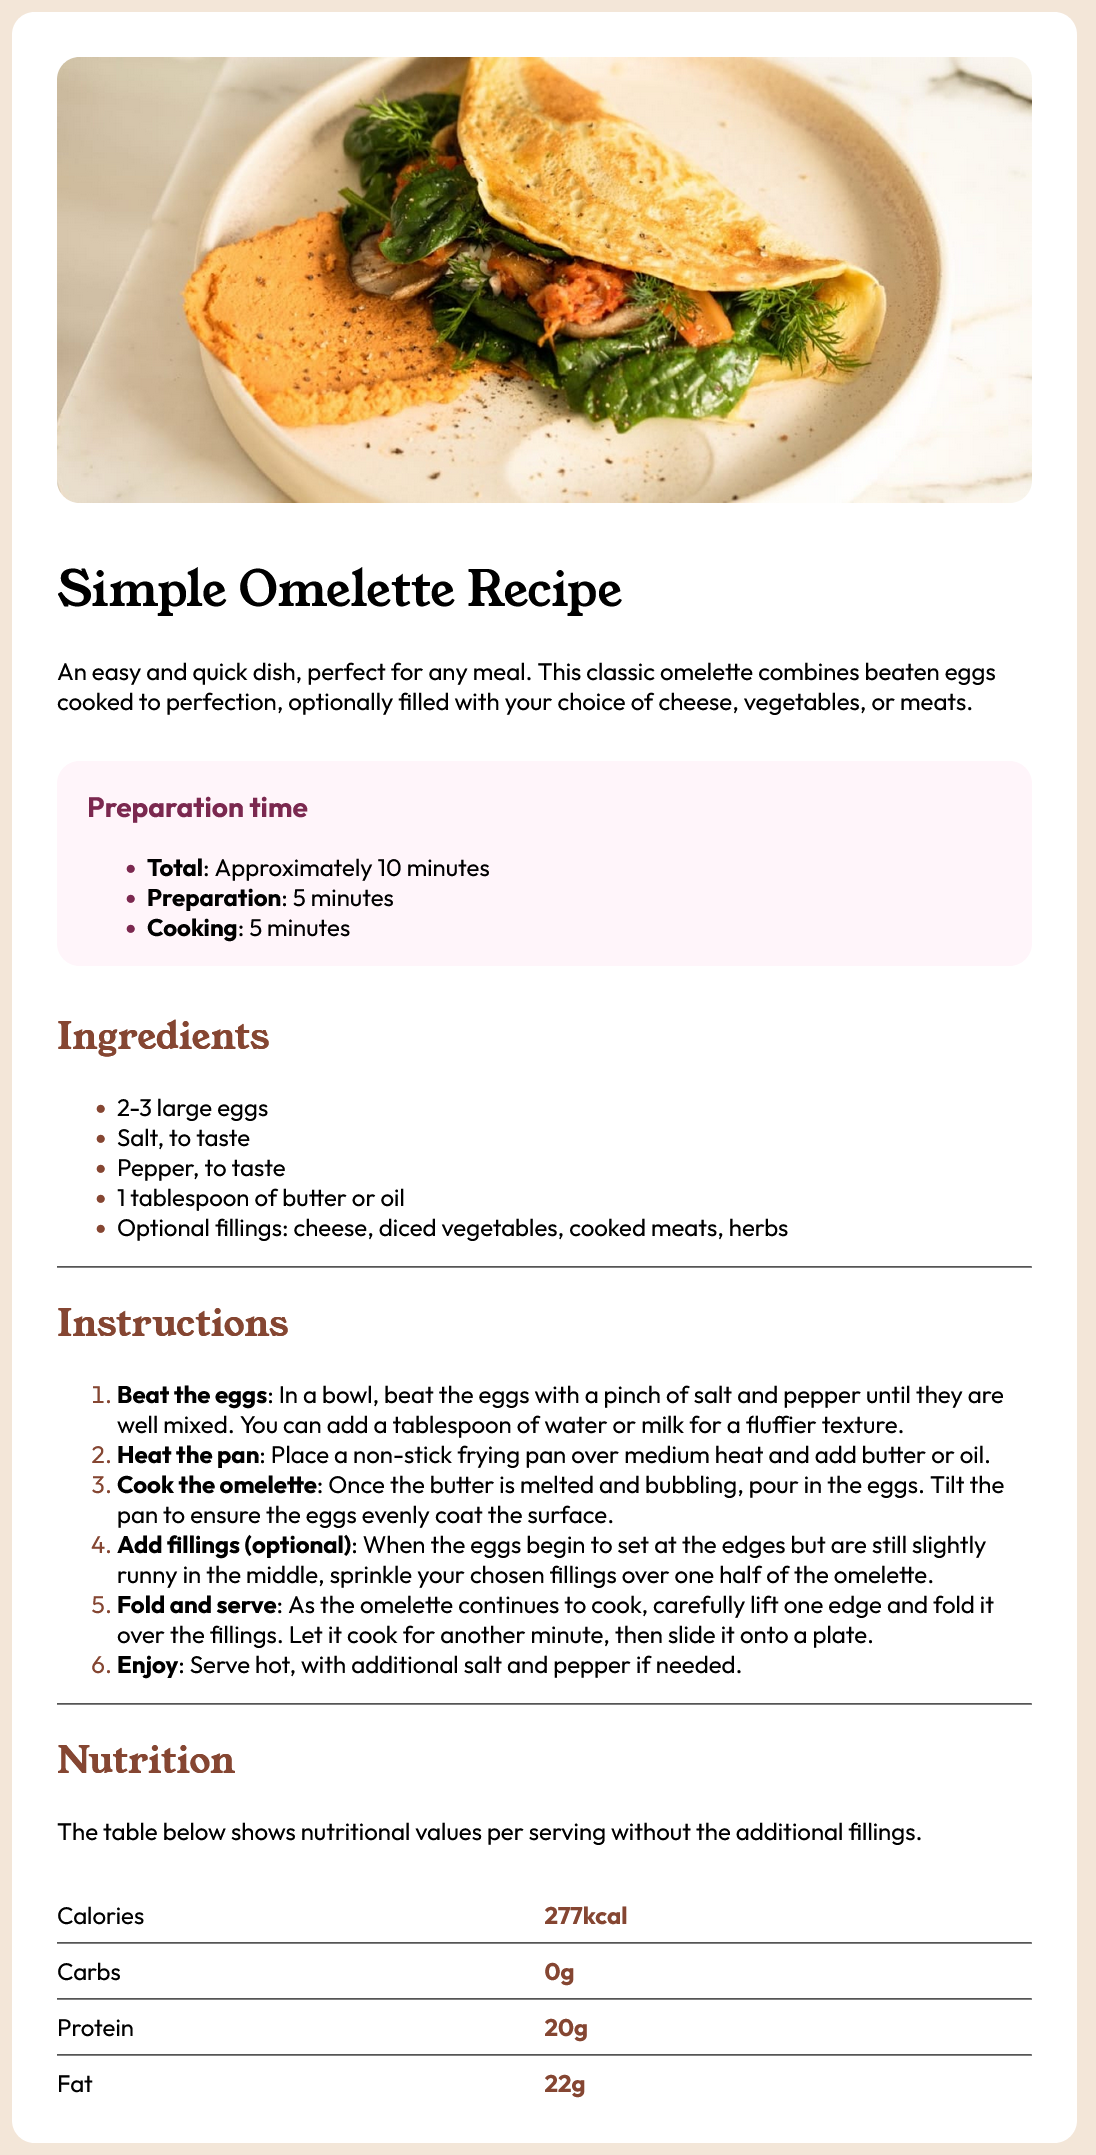 Simple Omelette Recipe
An easy and quick dish, perfect for any meal. This classic omelette combines beaten eggs
cooked to perfection, optionally filled with your choice of cheese, vegetables, or meats.
Preparation time
• Total: Approximately 10 minutes
• Preparation: 5 minutes
• Cooking: 5 minutes
Ingredients
• 2-3 large eggs
• Salt, to taste
• Pepper, to taste
• 1 tablespoon of butter or oil
• Optional fillings: cheese, diced vegetables, cooked meats, herbs
Instructions
1. Beat the eggs: In a bowl, beat the eggs with a pinch of salt and pepper until they are
well mixed. You can add a tablespoon of water or milk for a fluffier texture.
2. Heat the pan: Place a non-stick frying pan over medium heat and add butter or oil.
3. Cook the omelette: Once the butter is melted and bubbling, pour in the eggs. Tilt the
pan to ensure the eggs evenly coat the surface.
4. Add fillings (optional): When the eggs begin to set at the edges but are still slightly
runny in the middle, sprinkle your chosen fillings over one half of the omelette.
5. Fold and serve: As the omelette continues to cook, carefully lift one edge and fold it
over the fillings. Let it cook for another minute, then slide it onto a plate.
6. Enjoy: Serve hot, with additional salt and pepper if needed.
Nutrition
The table below shows nutritional values per serving without the additional fillings.
Calories 277kcal
Carbs 0g
Protein 20g
Fat 22g